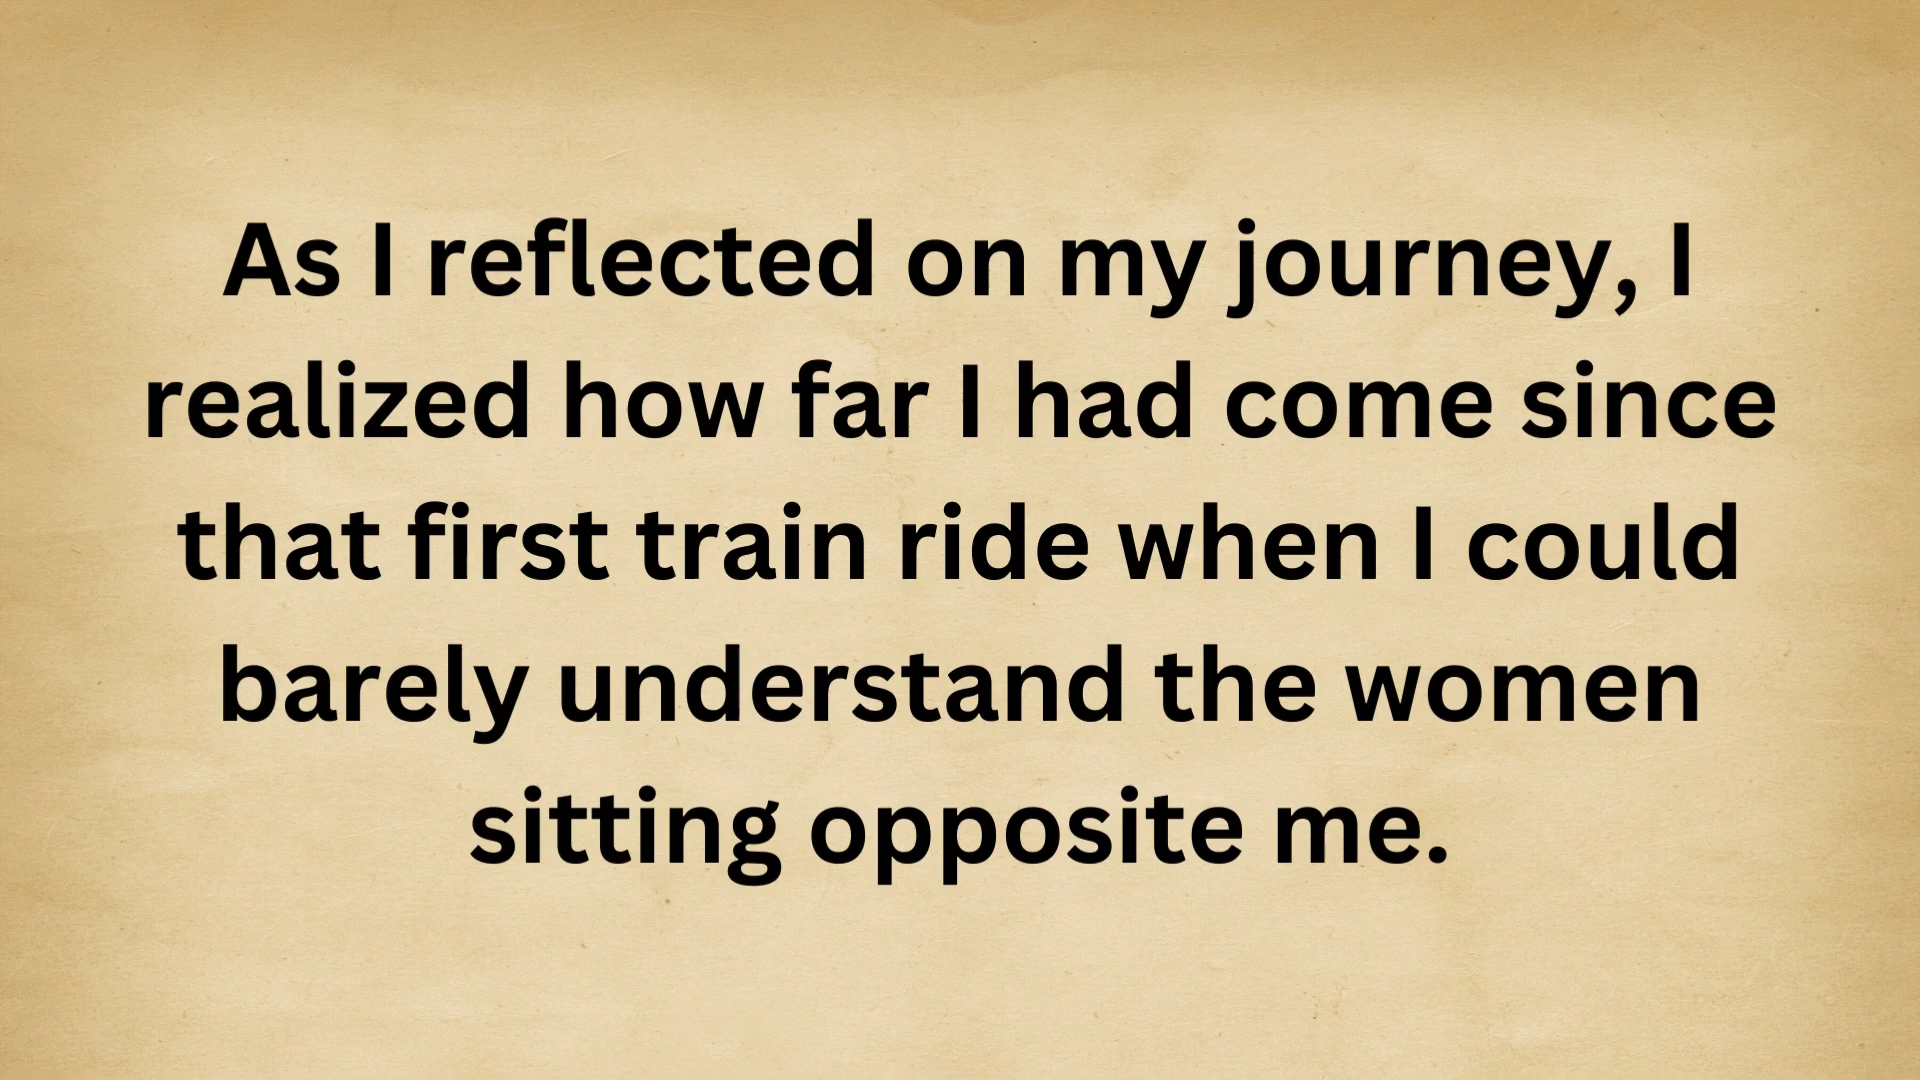 As I reflected on my journey, I
realized how far I had come since
that first train ride when I could
barely understand the women
sitting opposite me.